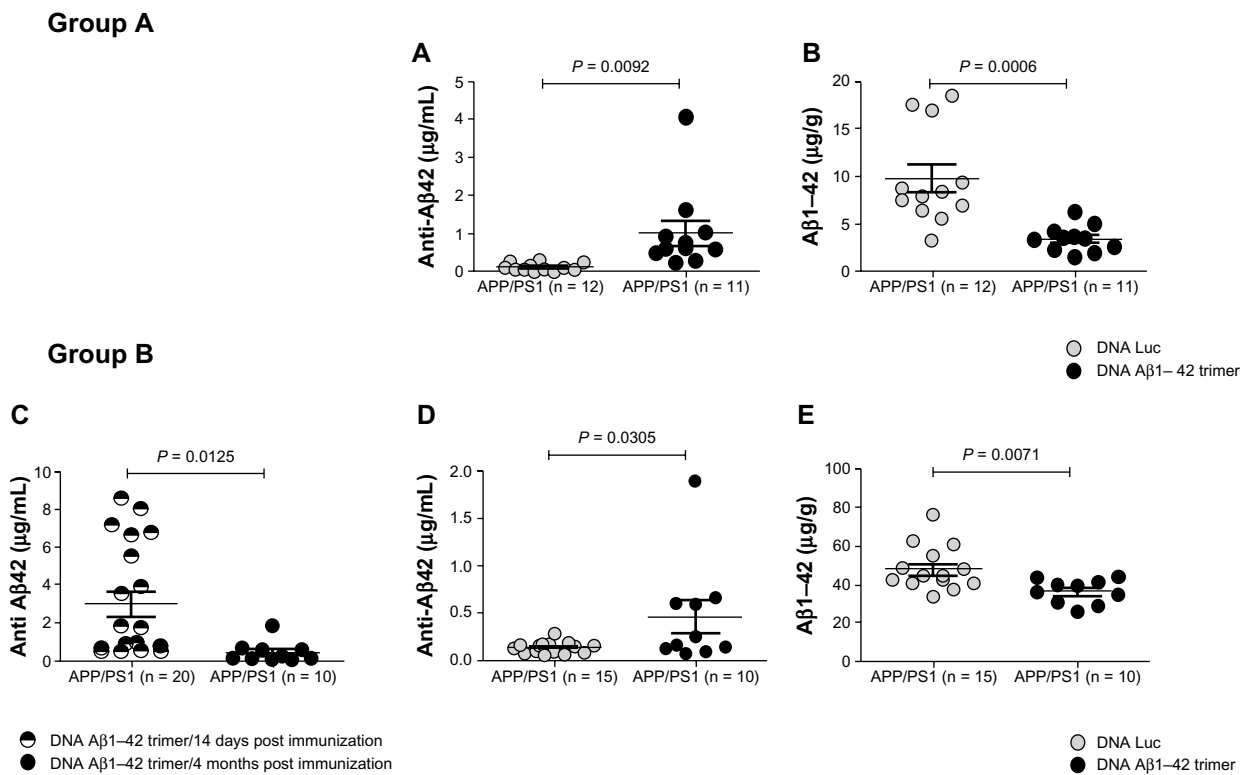 Group A
A
P = 0.0092
Anti-Aβ42 (μg/mL)
5
4
3
2
1
0
APP/PS1 (n = 12)
APP/PS1 (n = 11)
B
P = 0.0006
Aβ1–42 (μg/g)
20
15
10
5
0
APP/PS1 (n = 12)
APP/PS1 (n = 11)
DNA Luc
DNA Aβ1– 42 trimer
Group B
C
P = 0.0125
Anti Aβ42 (μg/mL)
10
8
6
4
2
0
APP/PS1 (n = 20)
APP/PS1 (n = 10)
DNA Aβ1–42 trimer/14 days post immunization
DNA Aβ1–42 trimer/4 months post immunization
D
P = 0.0305
Anti-Aβ42 (μg/mL)
2.0
1.5
1.0
0.5
0.0
APP/PS1 (n = 15)
APP/PS1 (n = 10)
E
P = 0.0071
Aβ1–42 (μg/g)
100
80
60
40
20
0
APP/PS1 (n = 15)
APP/PS1 (n = 10)
DNA Luc
DNA Aβ1–42 trimer